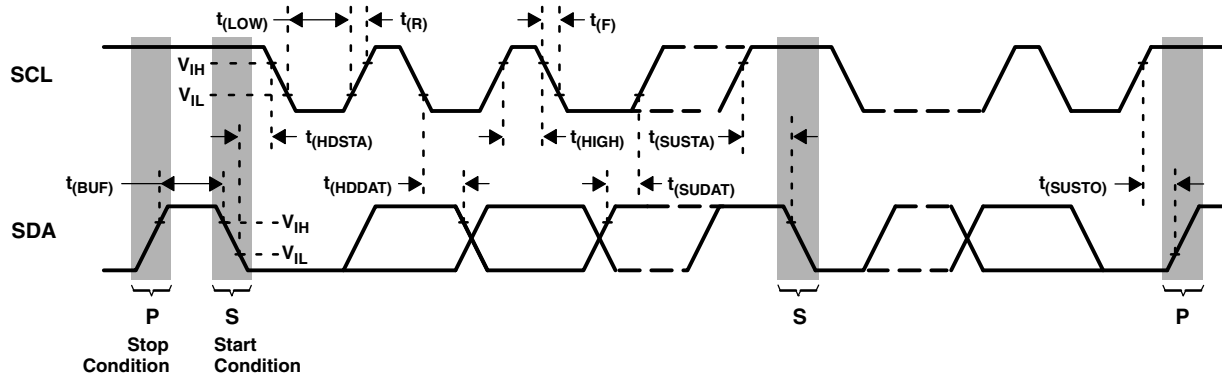 t(LOW) t(R) t(F)
SCL
VIH
VIL
t(HDSTA) t(HIGH) t(SUSTA)
t(BUF) t(HDDAT) t(SUDAT) t(SUSTO)
SDA
VIH
VIL
P S S P
Stop Start
Condition Condition